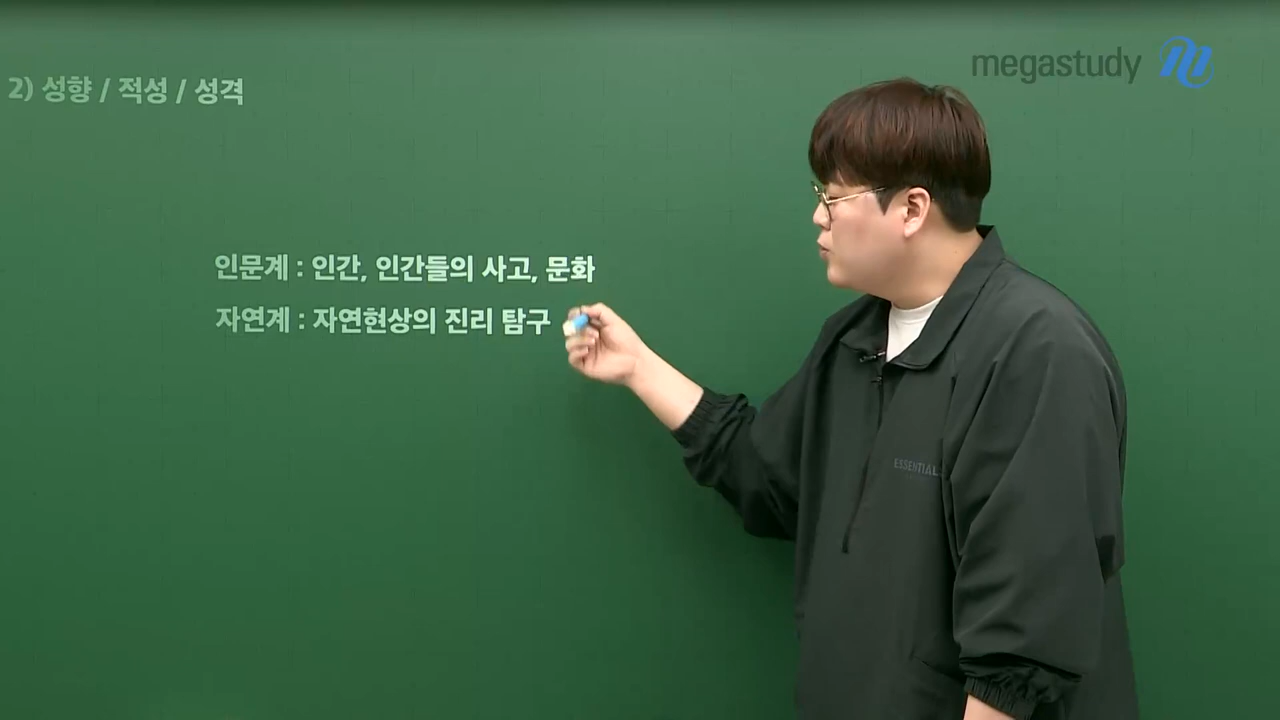 megastudy
2) 성향 / 적성 / 성격
인문계 : 인간, 인간들의 사고, 문화
자연계 : 자연현상의 진리 탐구
ESSENTIAL